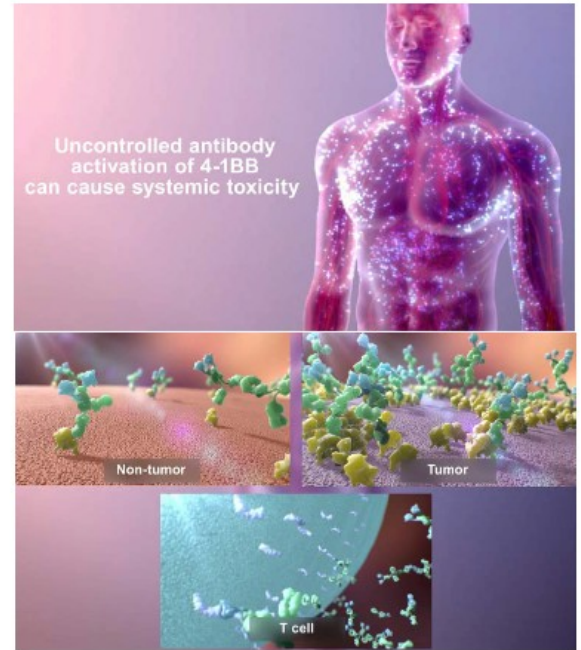 Uncontrolled antibody
activation of 4-1BB
can cause systemic toxicity
Non-tumor
Tumor
T cell